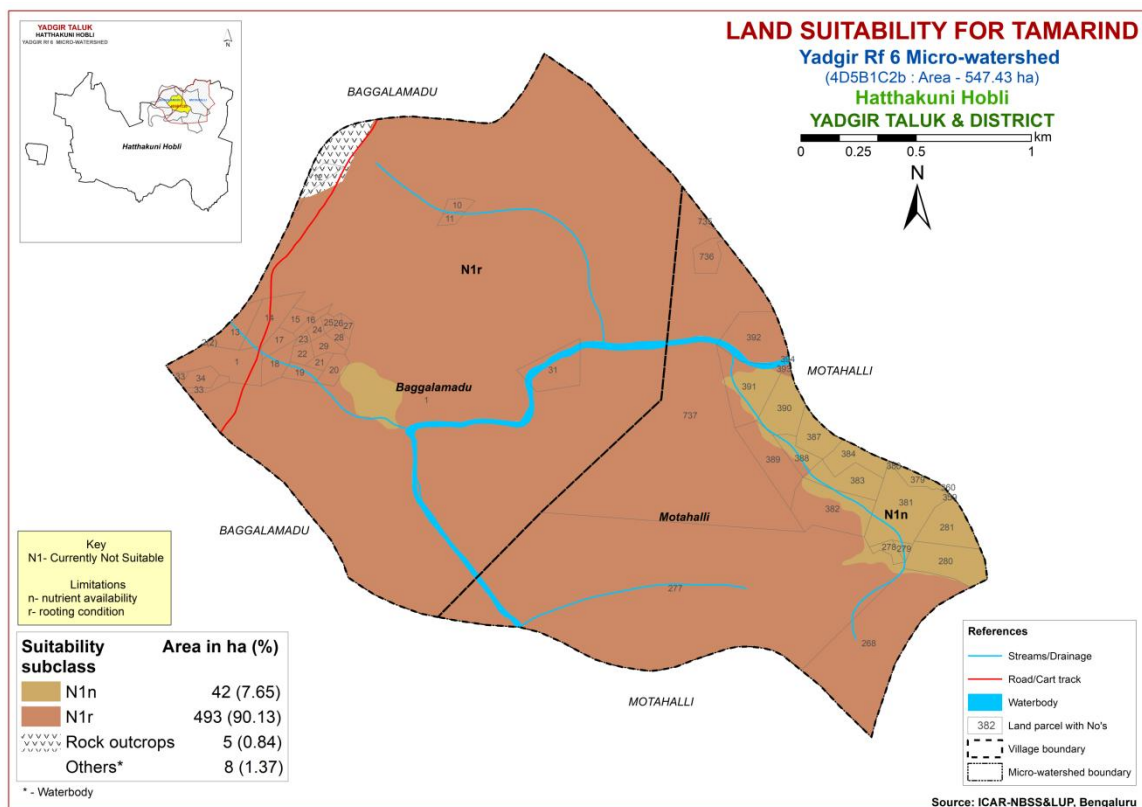 YADGIR TALUK
HATTHAKUNI HOBLI
YADGIR Rf 6 MICRO-WATERSHED
N
Hatthakuni Hobli
LAND SUITABILITY FOR TAMARIND
Yadgir Rf 6 Micro-watershed
(4D5B1C2b : Area - 547.43 ha)
Hatthakuni Hobli
YADGIR TALUK & DISTRICT
km
0 0.25 0.5 1
N
BAGGALAMADU
12
10
11
N1r
736
392
14
15 16 25 26 27
13
24
17 23 28
22 29
1
18 21
19 20
34
33
31
Baggalamadu
1
MOTAHALLI
391
390
737
387
389 388 384
383 379
381
382
N1n
281
278 279
280
Motahalli
BAGGALAMADU
277
268
MOTAHALLI
Key
N1- Currently Not Suitable
Limitations
n- nutrient availability
r- rooting condition
Suitability subclass Area in ha (%)
N1n 42 (7.65)
N1r 493 (90.13)
Rock outcrops 5 (0.84)
Others* 8 (1.37)
* - Waterbody
References
Streams/Drainage
Road/Cart track
Waterbody
382 Land parcel with No's
Village boundary
Micro-watershed boundary
Source: ICAR-NBSS&LUP, Bengaluru